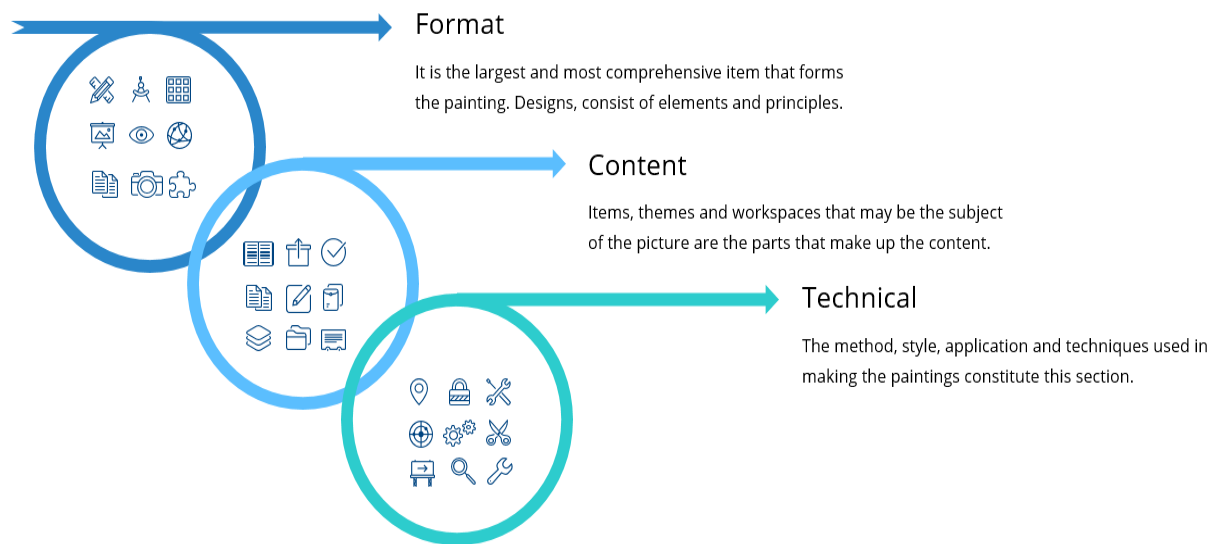 Format
It is the largest and most comprehensive item that forms
the painting. Designs, consist of elements and principles.
Content
Items, themes and workspaces that may be the subject
of the picture are the parts that make up the content.
Technical
The method, style, application and techniques used in
making the paintings constitute this section.